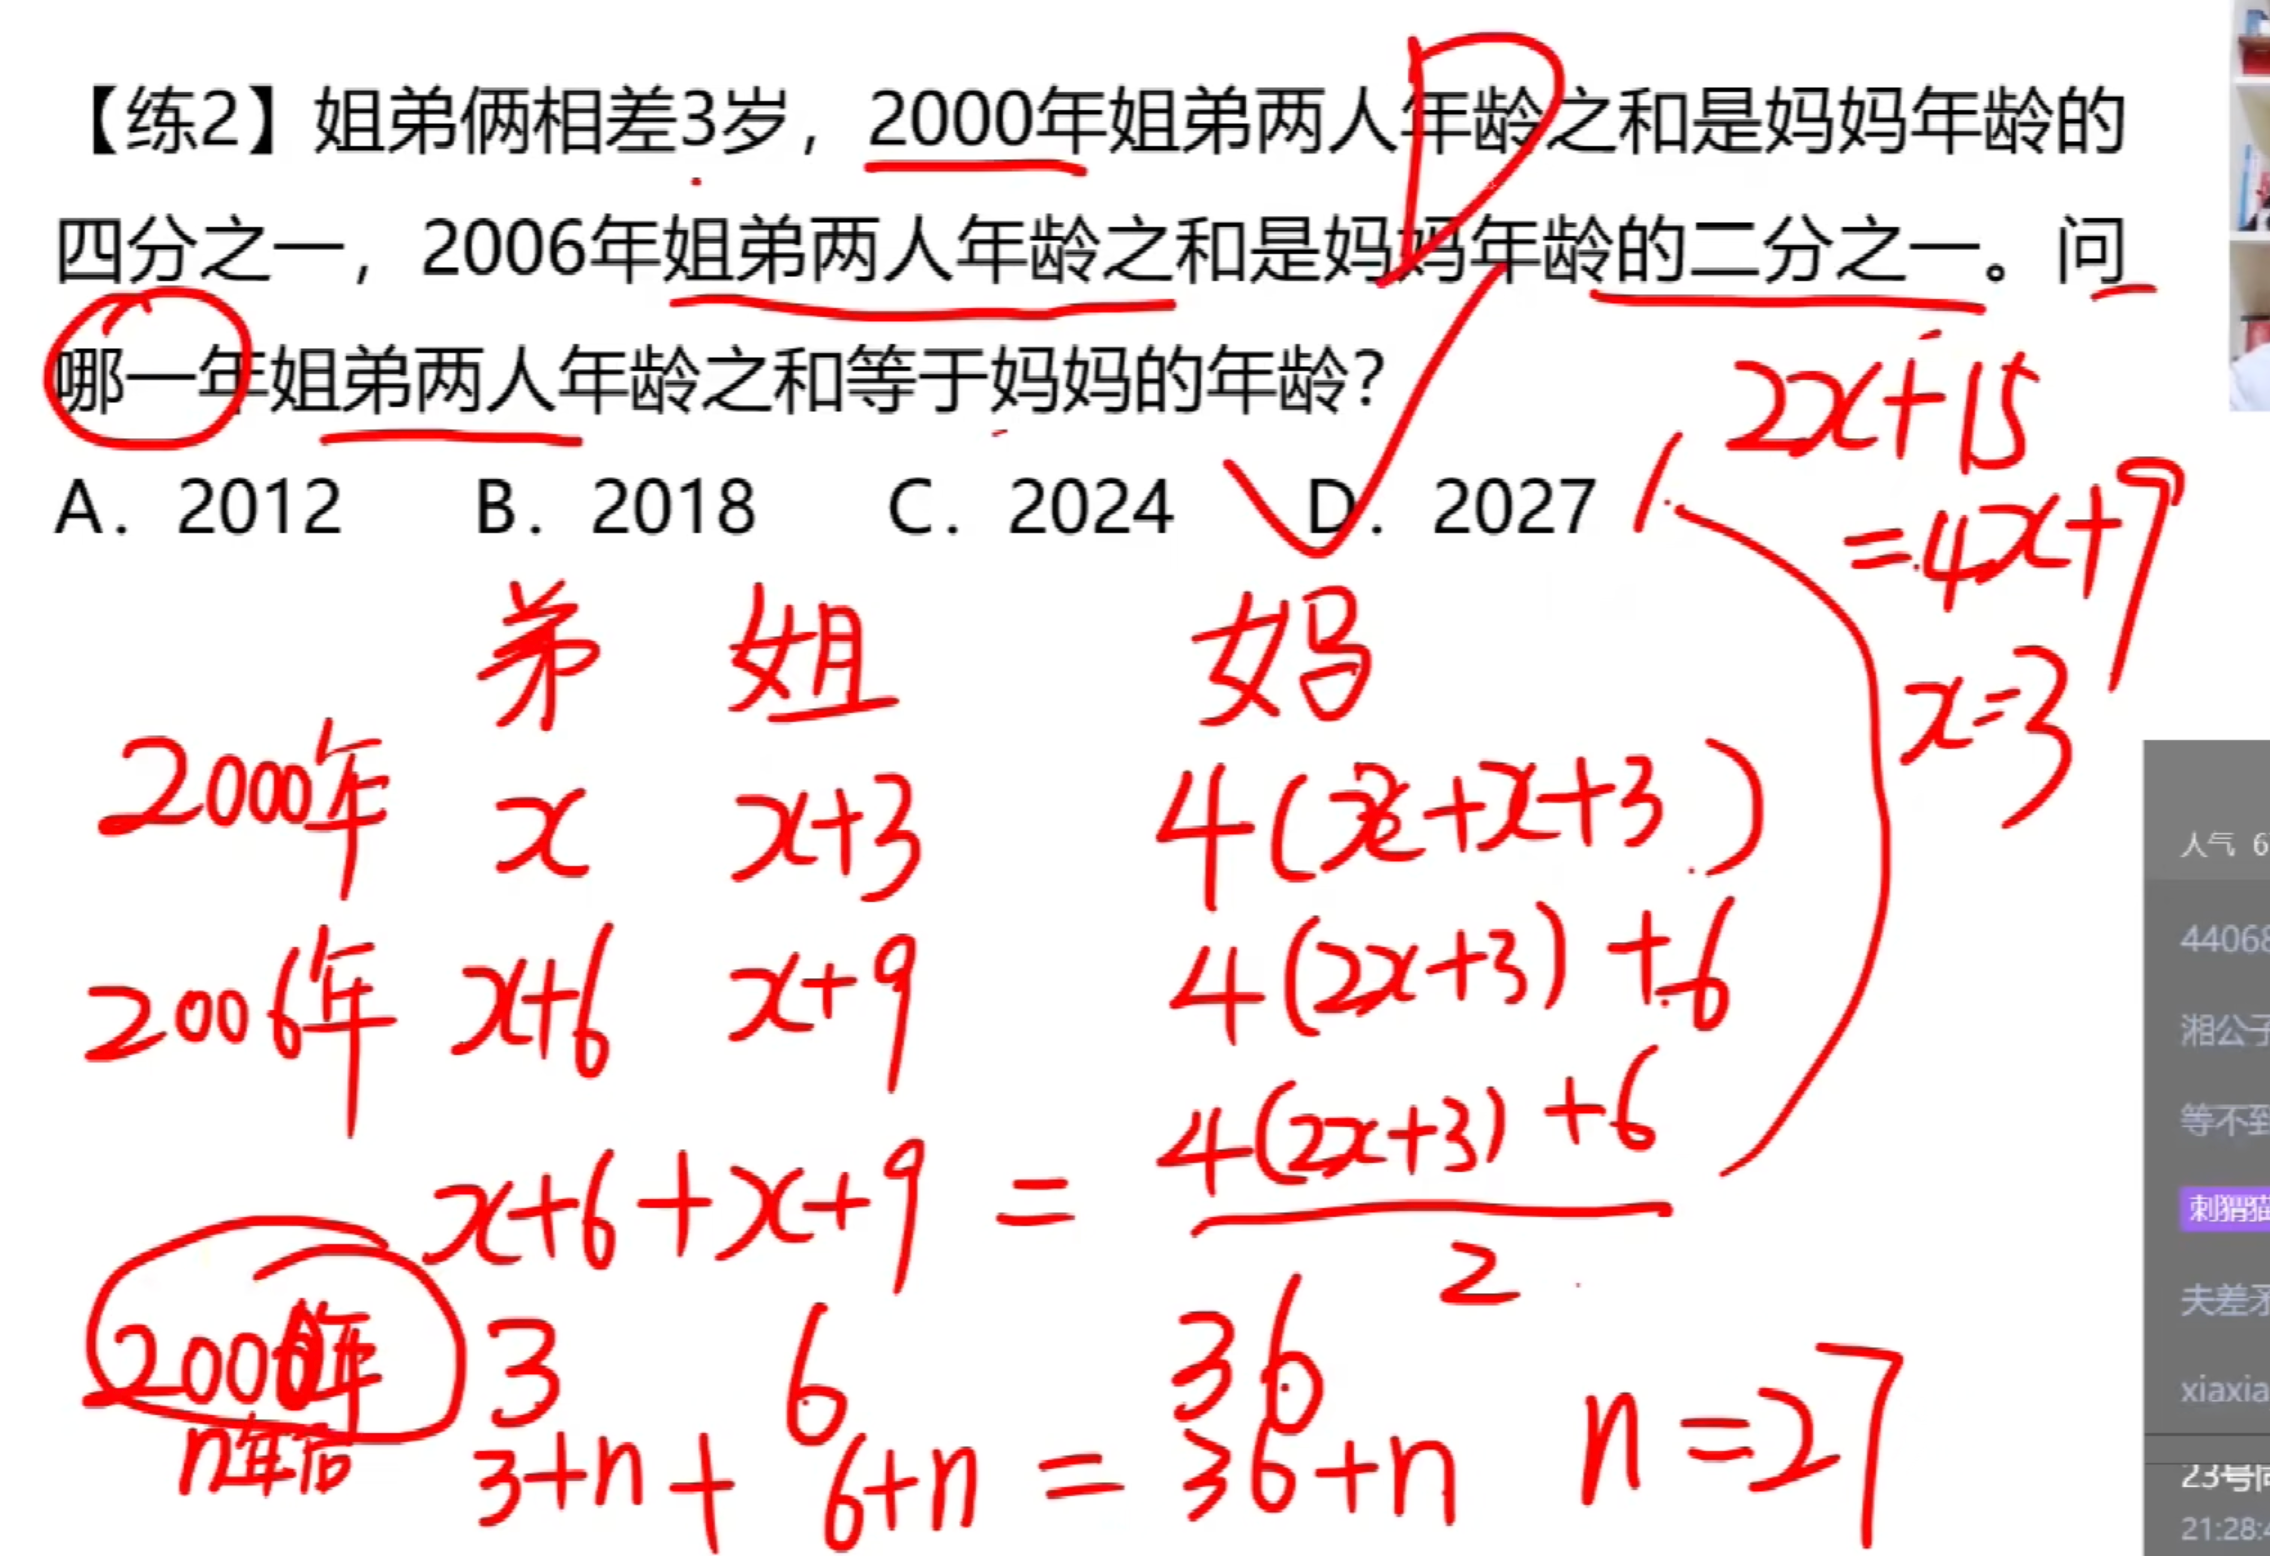 【练2】姐弟俩相差3岁，2000年姐弟两人年龄之和是妈妈年龄的
四分之一，2006年姐弟两人年龄之和是妈妈年龄的二分之一。问
哪一年姐弟两人年龄之和等于妈妈的年龄？
A．2012 B．2018 C．2024 D．2027
2x+15
=4x+9
x=3
弟 姐 妈
2000年 x x+3 4(x+x+3)
2006年 x+6 x+9 4(2x+3)+6
x+6+x+9 = 4(2x+3)+6
2
2000年 3 6 36
n年后 3+n + 6+n = 36+n n=27
D
人气 6
44068
湘公子
等不到
刺猬猫
夫差矛
xiaxia
23号同
21:28: